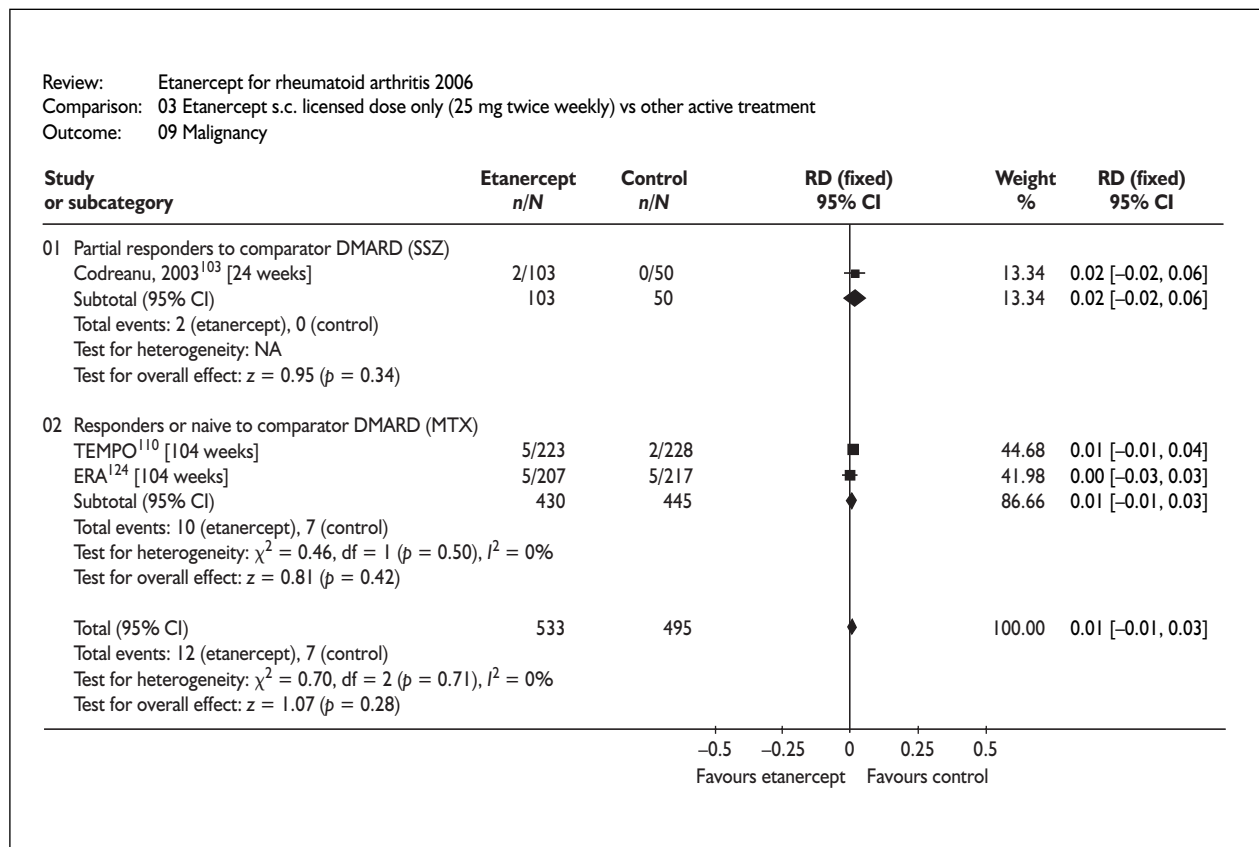 Review: Etanercept for rheumatoid arthritis 2006
Comparison: 03 Etanercept s.c. licensed dose only (25 mg twice weekly) vs other active treatment
Outcome: 09 Malignancy
Study Etanercept Control RD (fixed) Weight RD (fixed)
or subcategory n/N n/N 95% CI % 95% CI
01 Partial responders to comparator DMARD (SSZ)
Codreanu, 2003¹⁰³ [24 weeks] 2/103 0/50 13.34 0.02 [–0.02, 0.06]
Subtotal (95% CI) 103 50 13.34 0.02 [–0.02, 0.06]
Total events: 2 (etanercept), 0 (control)
Test for heterogeneity: NA
Test for overall effect: z = 0.95 (p = 0.34)
02 Responders or naive to comparator DMARD (MTX)
TEMPO¹¹⁰ [104 weeks] 5/223 2/228 44.68 0.01 [–0.01, 0.04]
ERA¹²⁴ [104 weeks] 5/207 5/217 41.98 0.00 [–0.03, 0.03]
Subtotal (95% CI) 430 445 86.66 0.01 [–0.01, 0.03]
Total events: 10 (etanercept), 7 (control)
Test for heterogeneity: χ² = 0.46, df = 1 (p = 0.50), I² = 0%
Test for overall effect: z = 0.81 (p = 0.42)
Total (95% CI) 533 495 100.00 0.01 [–0.01, 0.03]
Total events: 12 (etanercept), 7 (control)
Test for heterogeneity: χ² = 0.70, df = 2 (p = 0.71), I² = 0%
Test for overall effect: z = 1.07 (p = 0.28)
–0.5 –0.25 0 0.25 0.5
Favours etanercept Favours control